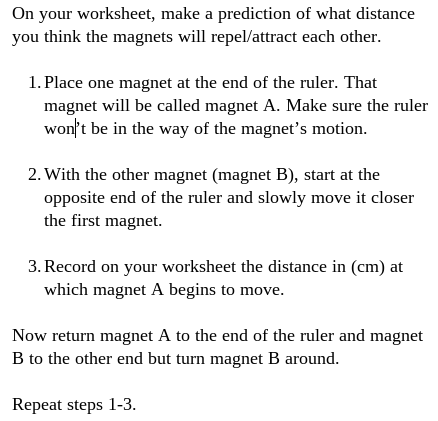 On your worksheet, make a prediction of what distance
you think the magnets will repel/attract each other.
1. Place one magnet at the end of the ruler. That
magnet will be called magnet A. Make sure the ruler
won't be in the way of the magnet's motion.
2. With the other magnet (magnet B), start at the
opposite end of the ruler and slowly move it closer
the first magnet.
3. Record on your worksheet the distance in (cm) at
which magnet A begins to move.
Now return magnet A to the end of the ruler and magnet
B to the other end but turn magnet B around.
Repeat steps 1-3.